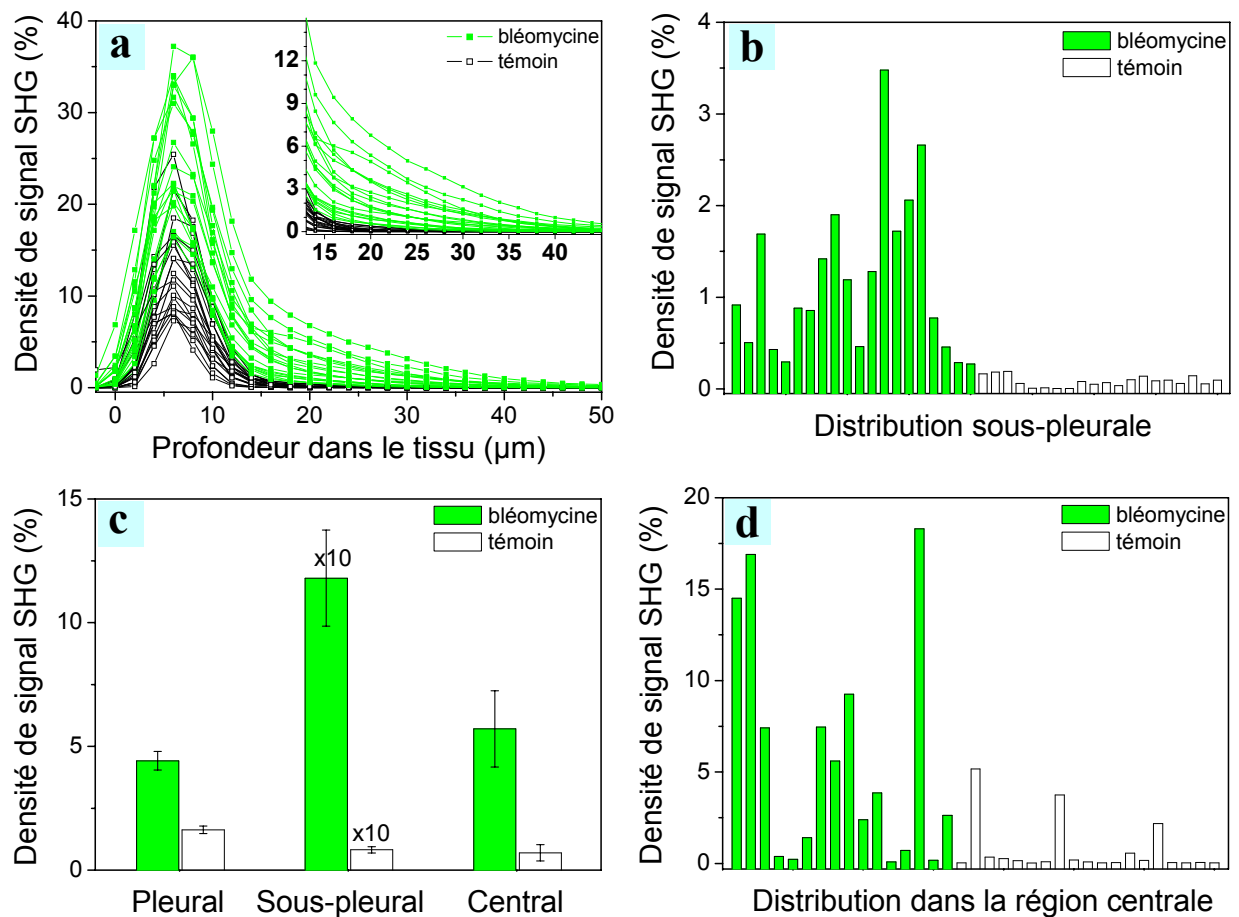 a
Densité de signal SHG (%)
40
30
20
10
0
0 10 20 30 40 50
Profondeur dans le tissu (µm)
bléomycine
témoin
12
9
6
3
0
15 20 25 30 35 40
b
Densité de signal SHG (%)
4
3
2
1
0
bléomycine
témoin
Distribution sous-pleurale
c
Densité de signal SHG (%)
15
10
5
0
bléomycine
témoin
x10
x10
Pleural Sous-pleural Central
d
Densité de signal SHG (%)
20
15
10
5
0
bléomycine
témoin
Distribution dans la région centrale